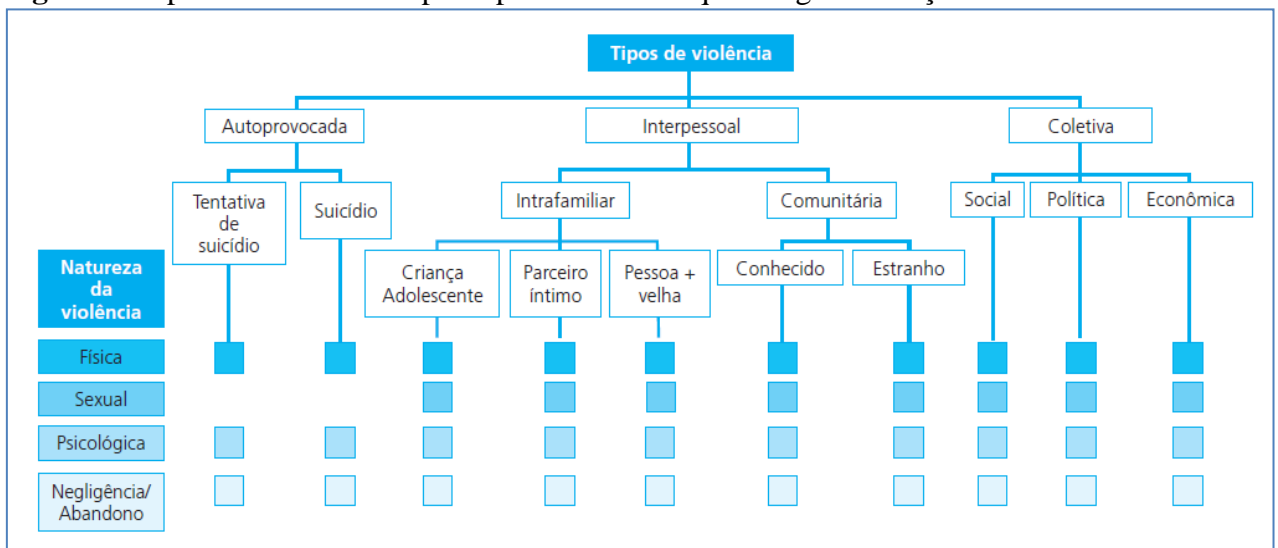 Tipos de violência
Autoprovocada
Interpessoal
Coletiva
Tentativa
de
suicídio
Suicídio
Intrafamiliar
Comunitária
Social
Política
Econômica
Criança
Adolescente
Parceiro
íntimo
Pessoa +
velha
Conhecido
Estranho
Natureza
da
violência
Física
Sexual
Psicológica
Negligência/
Abandono